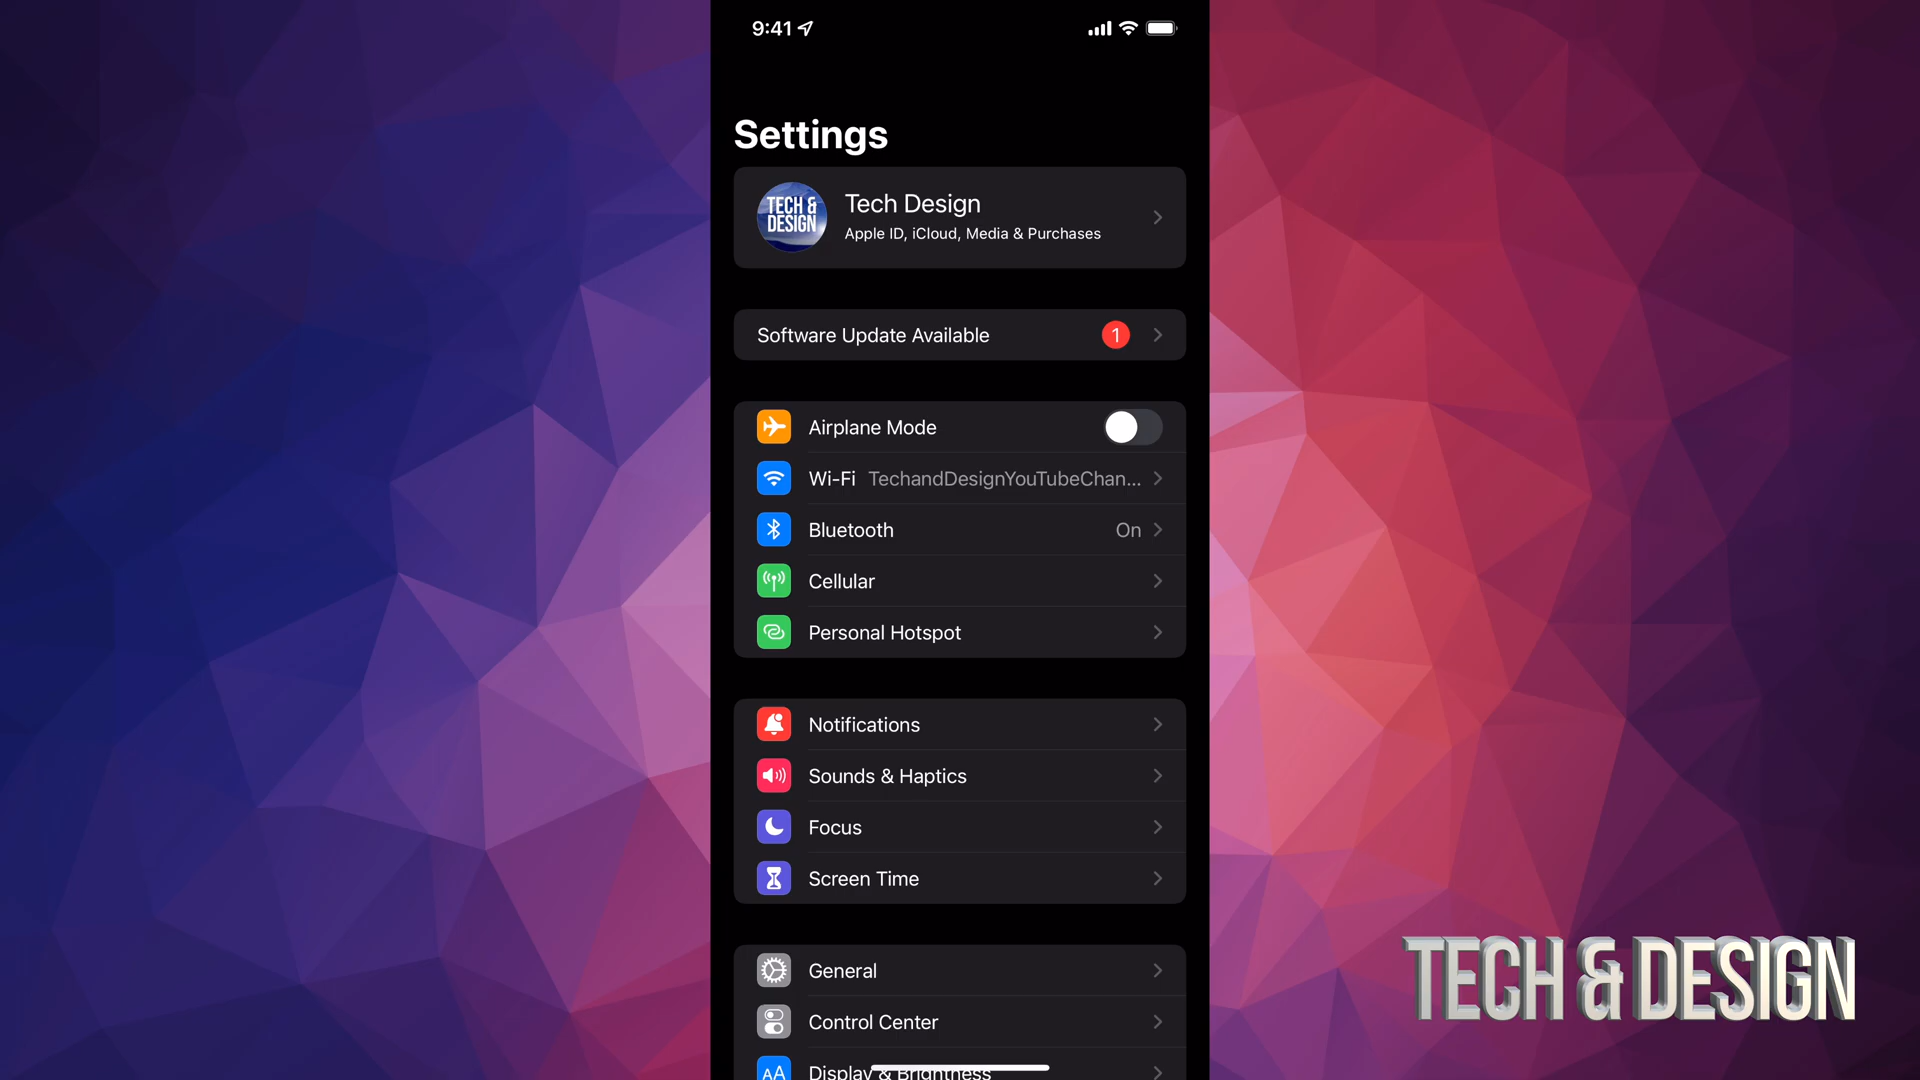 9:41
Settings
TECH &
DESIGN
Tech Design
Apple ID, iCloud, Media & Purchases
Software Update Available 1
Airplane Mode
Wi-Fi TechandDesignYouTubeChan...
Bluetooth On
Cellular
Personal Hotspot
Notifications
Sounds & Haptics
Focus
Screen Time
General
Control Center
AA Display & Brightness
TECH & DESIGN